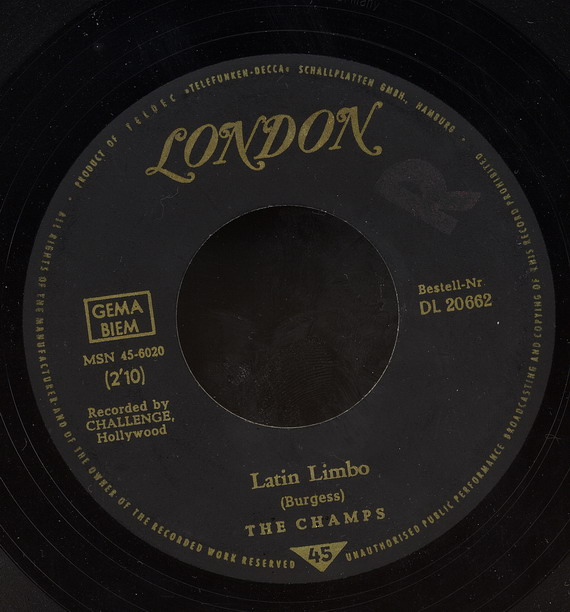 PRODUCT OF TELDEC »TELEFUNKEN-DECCA« SCHALLPLATTEN GMBH., HAMBURG
LONDON
GEMA
BIEM
MSN 45-6020
(2'10)
Recorded by
CHALLENGE,
Hollywood
Bestell-Nr
DL 20662
Latin Limbo
(Burgess)
THE CHAMPS
45
ALL RIGHTS OF THE MANUFACTURER AND OF THE OWNER OF THE RECORDED WORK RESERVED
UNAUTHORISED PUBLIC PERFORMANCE BROADCASTING AND COPYING OF THIS RECORD PROHIBITED